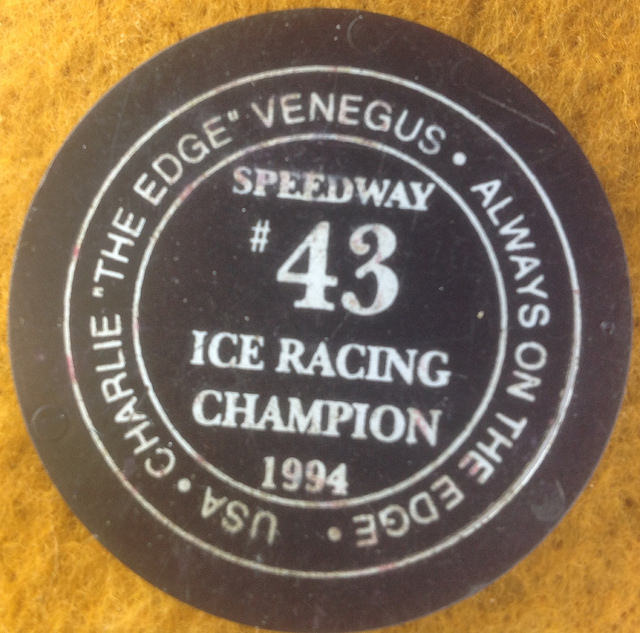 CHARLIE "THE EDGE" VENEGUS • ALWAYS ON THE EDGE • USA •
SPEEDWAY
# 43
ICE RACING
CHAMPION
1994